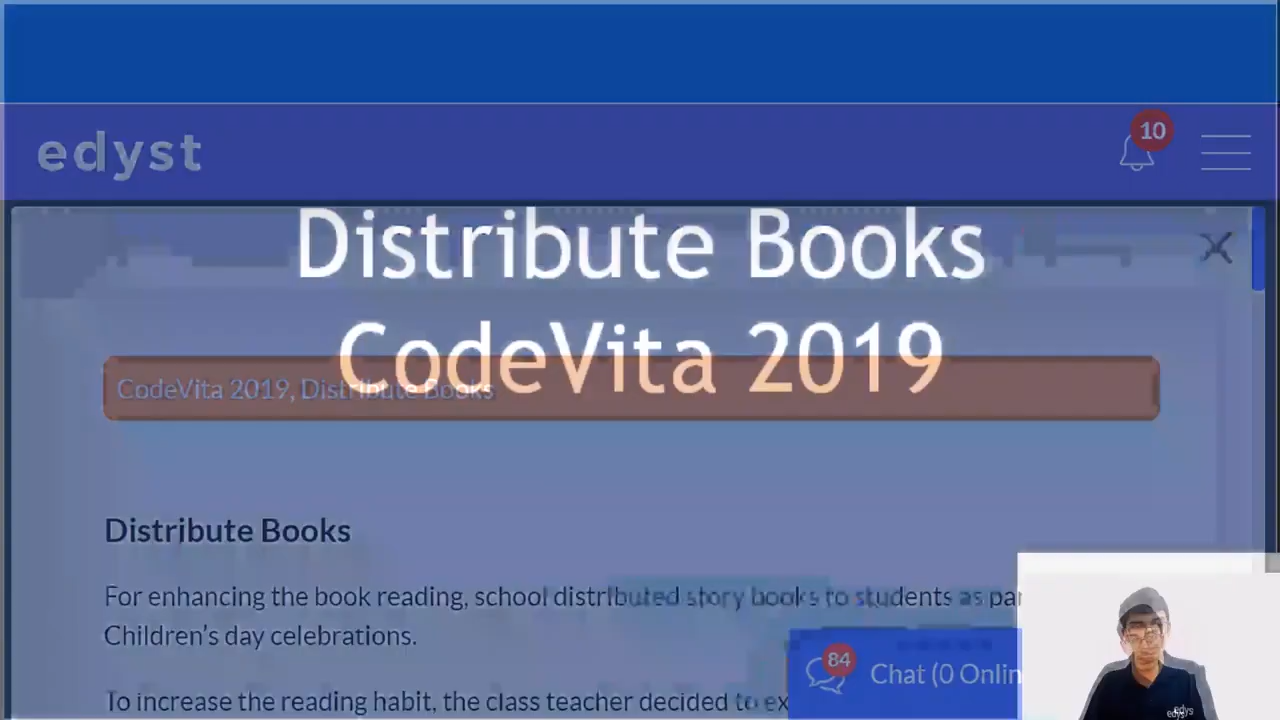 edyst
10
Distribute Books
CodeVita 2019
CodeVita 2019, Distribute Books
Distribute Books
For enhancing the book reading, school distributed story books to students as par
Children's day celebrations.
84
Chat (0 Onlin
To increase the reading habit, the class teacher decided to ex
edyst